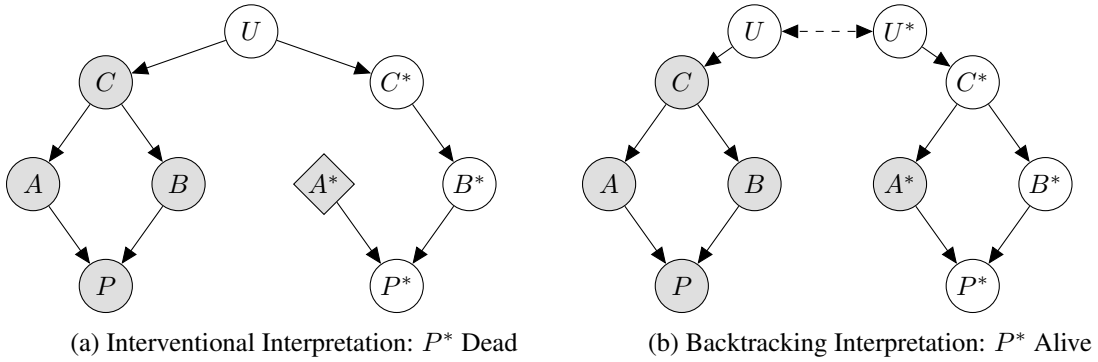 U
C
C*
A
B
A*
B*
P
P*
(a) Interventional Interpretation: P* Dead
U
U*
C
C*
A
B
A*
B*
P
P*
(b) Backtracking Interpretation: P* Alive